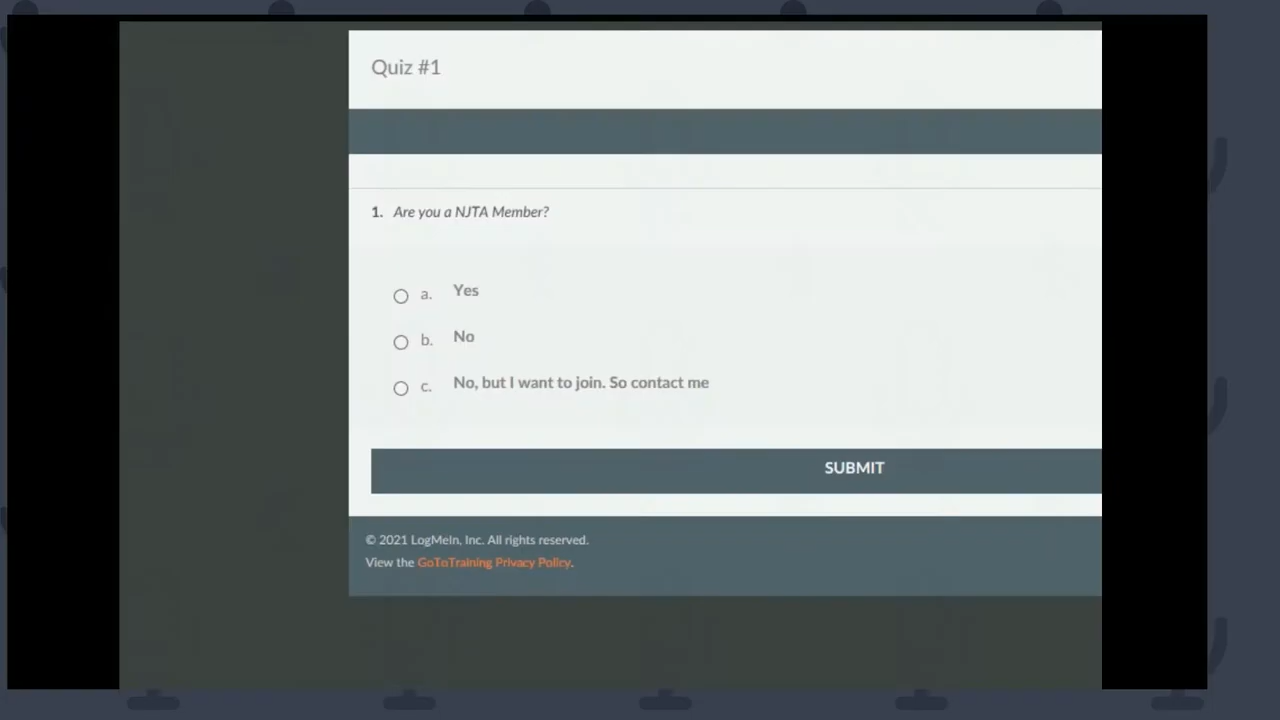 Quiz #1
1. Are you a NJTA Member?
a. Yes
b. No
c. No, but I want to join. So contact me
SUBMIT
© 2021 LogMeIn, Inc. All rights reserved.
View the GoToTraining Privacy Policy.